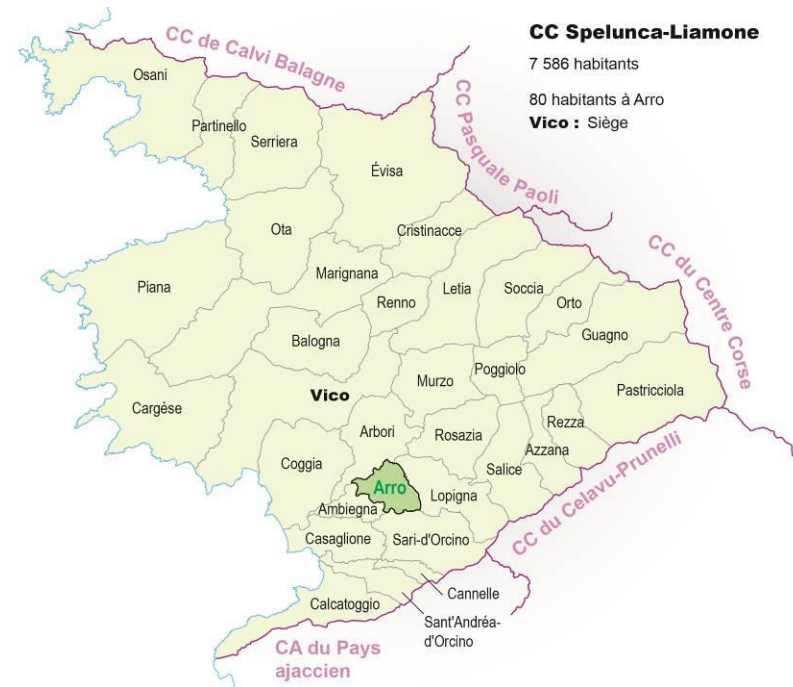 CC Spelunca-Liamone
7 586 habitants
80 habitants à Arro
Vico : Siège
CC de Calvi Balagne
CC Pasquale Paoli
CC du Centre Corse
CC du Celavu-Prunelli
CA du Pays
ajaccien
Osani
Partinello
Serriera
Évisa
Ota
Cristinacce
Piana
Marignana
Renno
Letia
Soccia
Orto
Guagno
Balogna
Murzo
Poggiolo
Pastricciola
Cargèse
Vico
Arbori
Rosazia
Rezza
Azzana
Salice
Coggia
Arro
Lopigna
Ambiegna
Casaglione
Sari-d'Orcino
Cannelle
Calcatoggio
Sant'Andréa-
d'Orcino